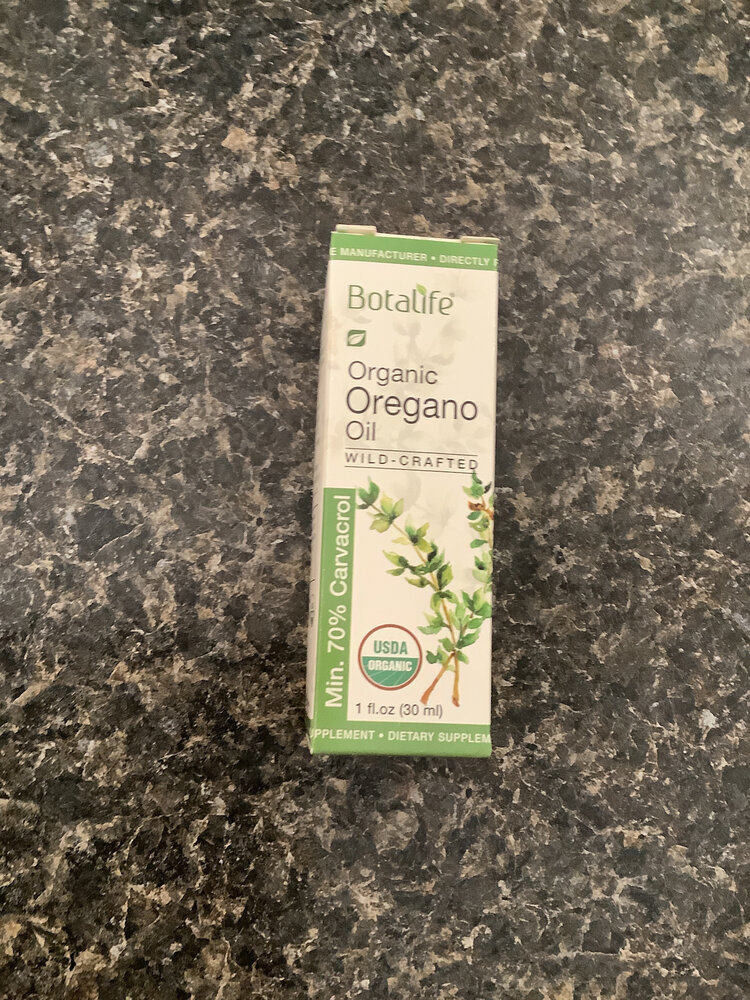 E MANUFACTURER • DIRECTLY F
Botalife®
Organic
Oregano
Oil
WILD-CRAFTED
Min. 70% Carvacrol
USDA
ORGANIC
1 fl.oz (30 ml)
UPPLEMENT • DIETARY SUPPLEM